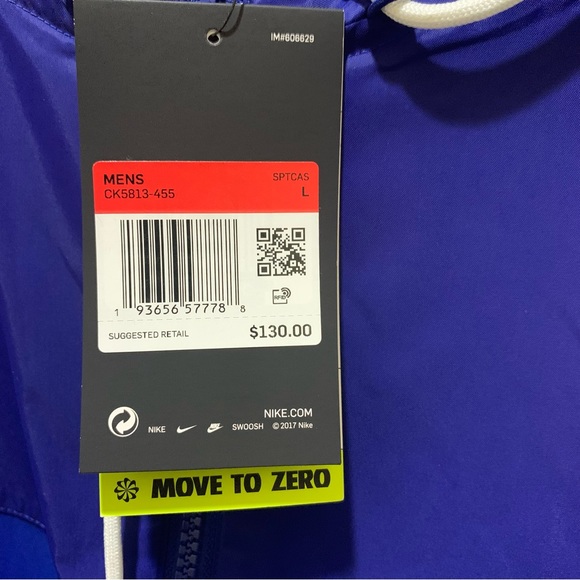 IM#606629
MENS SPTCAS
CK5813-455 L
1 93656 57778 8
RFID
SUGGESTED RETAIL $130.00
NIKE.COM
NIKE SWOOSH © 2017 Nike
MOVE TO ZERO